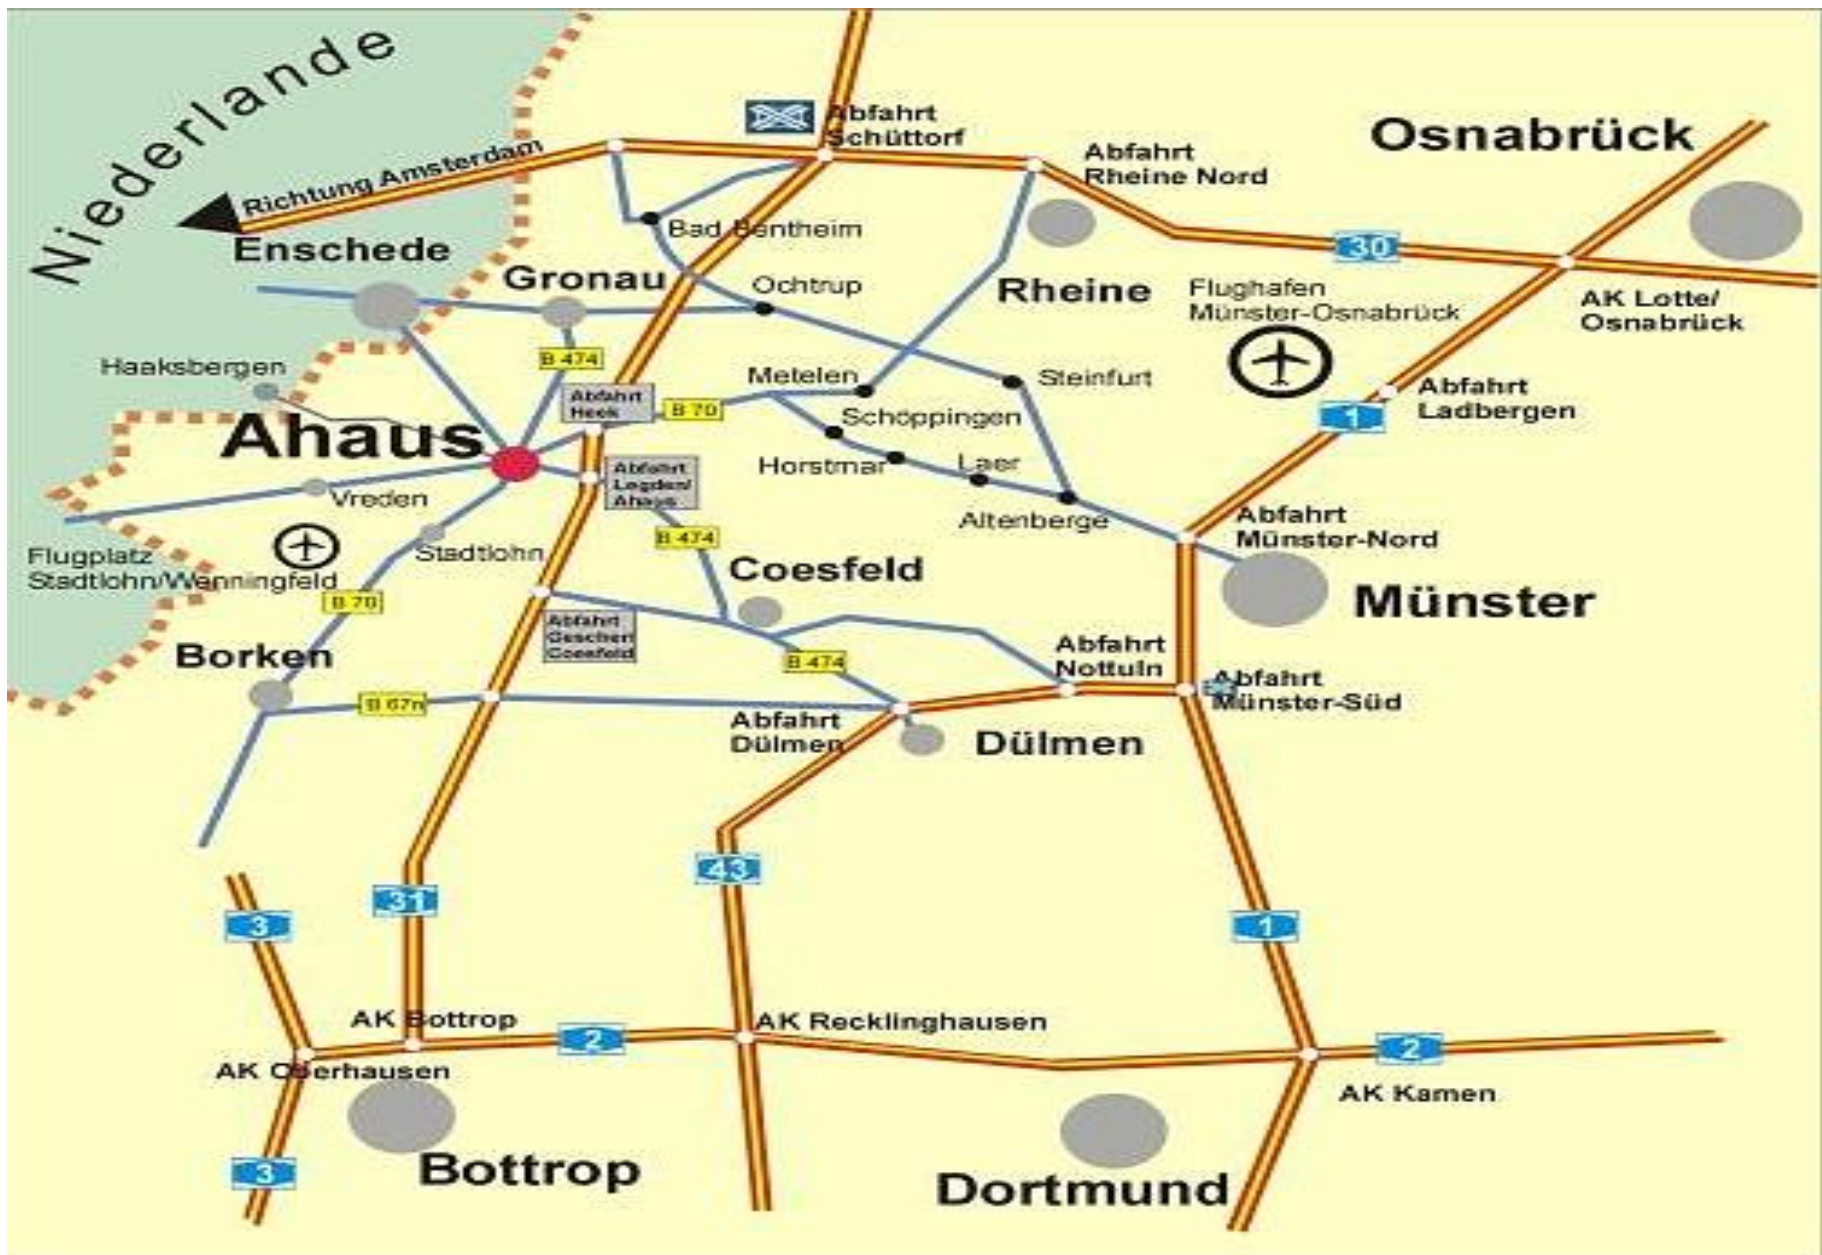 Niederlande
Abfahrt
Schüttorf
Osnabrück
Richtung Amsterdam
Abfahrt
Rheine Nord
Enschede
Bad Bentheim
30
Gronau
Ochtrup
Rheine
Flughafen
Münster-Osnabrück
AK Lotte/
Osnabrück
B 474
Haaksbergen
Metelen
Steinfurt
Abfahrt
Heek
B 70
Abfahrt
Ladbergen
1
Schöppingen
Ahaus
Horstmar
Laer
Abfahrt
Legden/
Ahaus
Vreden
Altenberge
Abfahrt
Münster-Nord
B 474
Stadtlohn
Flugplatz
Stadtlohn/Wenningfeld
Coesfeld
B 70
Münster
Abfahrt
Gescher/
Coesfeld
Borken
B 474
Abfahrt
Nottuln
Abfahrt
Münster-Süd
B 67n
Abfahrt
Dülmen
Dülmen
43
31
3
1
AK Bottrop
2
AK Recklinghausen
2
AK Oberhausen
AK Kamen
3
Bottrop
Dortmund